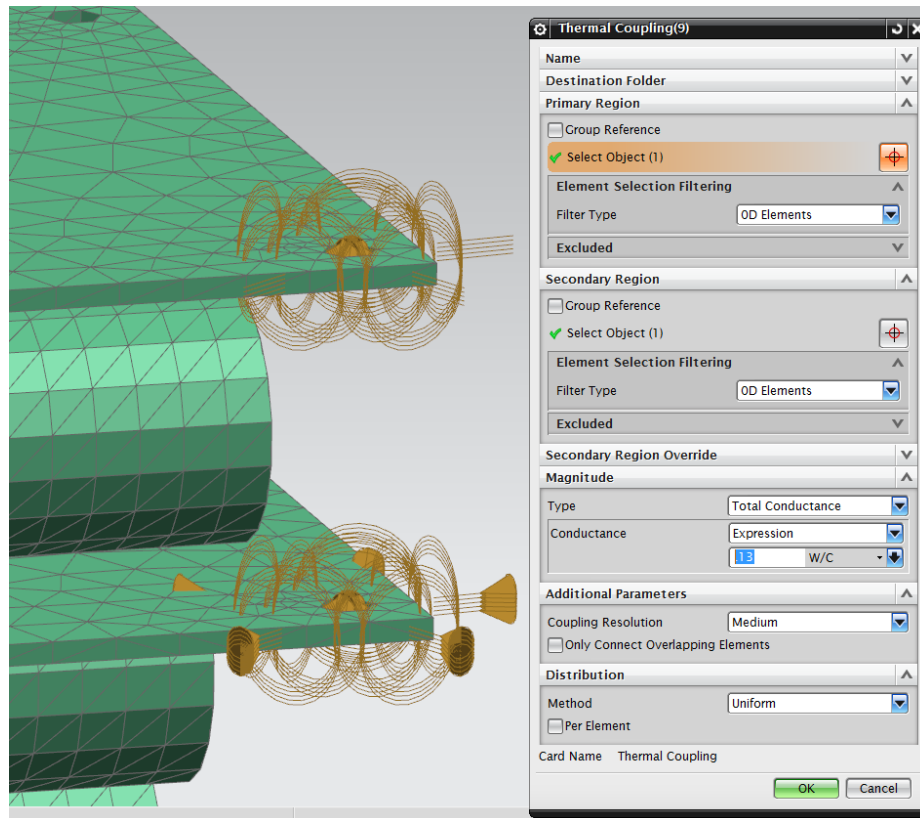 Thermal Coupling(9)
Name
Destination Folder
Primary Region
Group Reference
Select Object (1)
Element Selection Filtering
Filter Type 0D Elements
Excluded
Secondary Region
Group Reference
Select Object (1)
Element Selection Filtering
Filter Type 0D Elements
Excluded
Secondary Region Override
Magnitude
Type Total Conductance
Conductance Expression
.13 W/C
Additional Parameters
Coupling Resolution Medium
Only Connect Overlapping Elements
Distribution
Method Uniform
Per Element
Card Name Thermal Coupling
OK Cancel